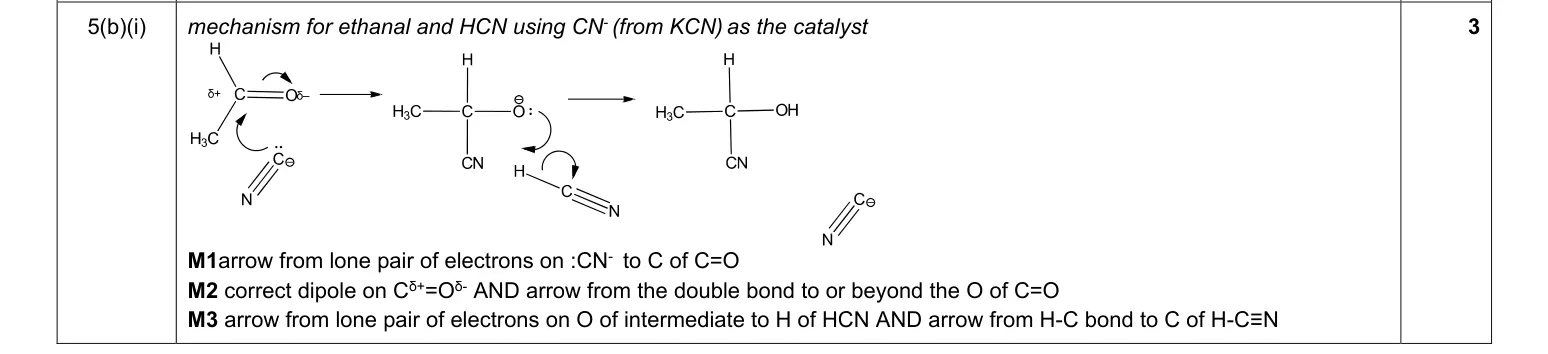 5(b)(i) mechanism for ethanal and HCN using CN⁻ (from KCN) as the catalyst 3
H H H
δ+ C O δ–
H₃C C O ⊖ :
H₃C C OH
H₃C
C ⊖ ..
N
CN
H C N
CN
C ⊖
N
M1arrow from lone pair of electrons on :CN⁻ to C of C=O
M2 correct dipole on Cδ+=Oδ- AND arrow from the double bond to or beyond the O of C=O
M3 arrow from lone pair of electrons on O of intermediate to H of HCN AND arrow from H-C bond to C of H-C≡N